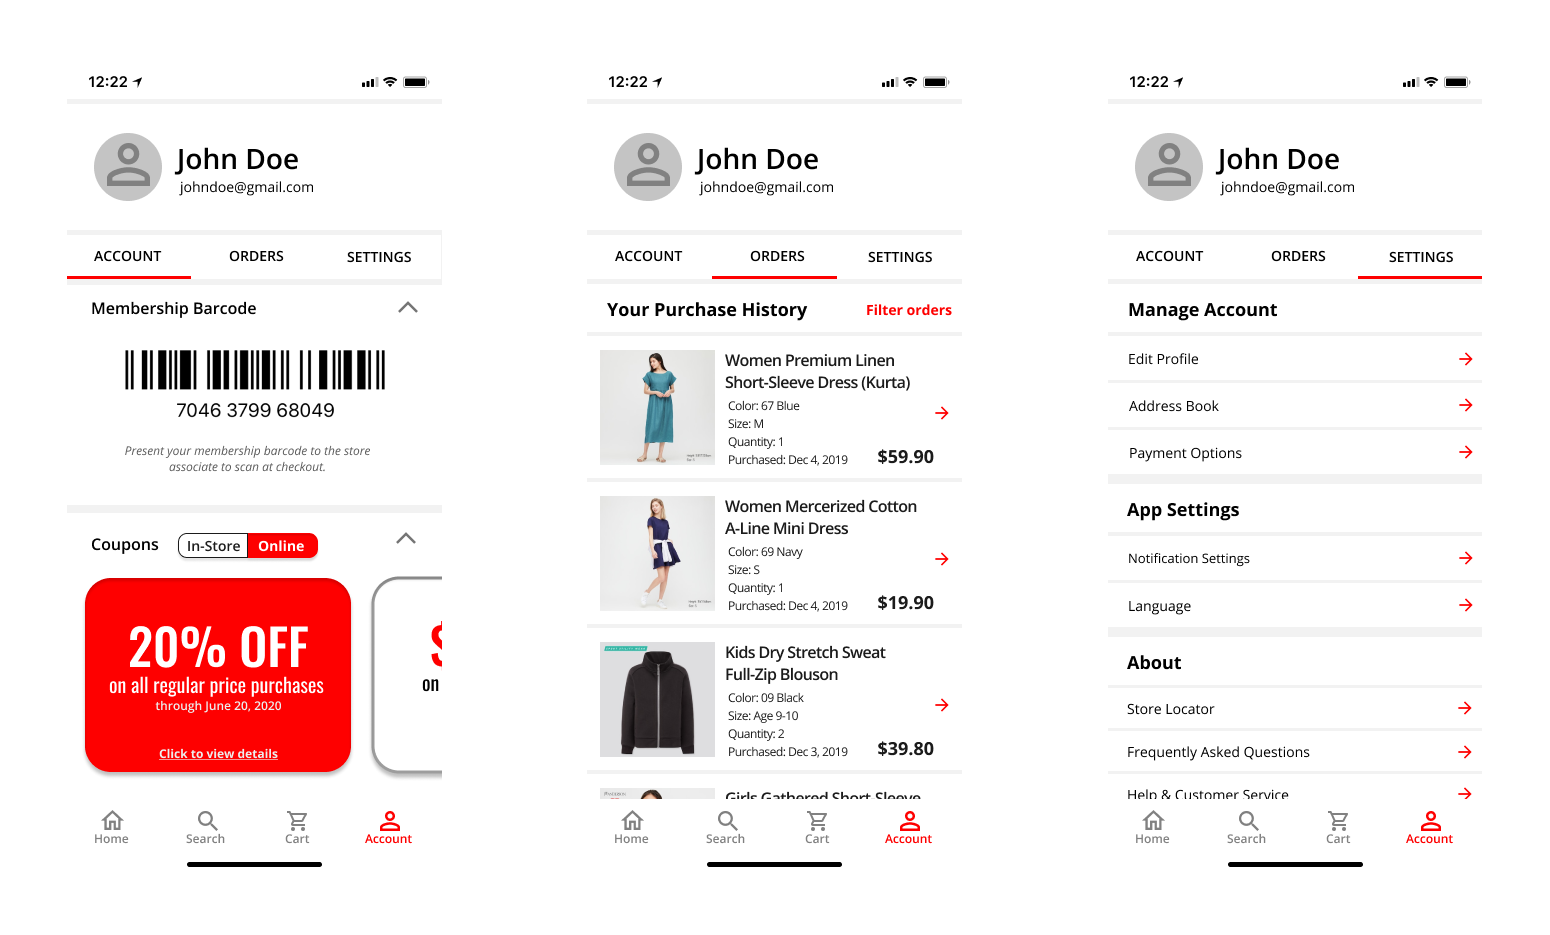 12:22
John Doe
johndoe@gmail.com
ACCOUNT ORDERS SETTINGS
Membership Barcode
7046 3799 68049
Present your membership barcode to the store
associate to scan at checkout.
Coupons In-Store Online
20% OFF
on all regular price purchases
through June 20, 2020
Click to view details
on
Home Search Cart Account
12:22
John Doe
johndoe@gmail.com
ACCOUNT ORDERS SETTINGS
Your Purchase History Filter orders
Women Premium Linen
Short-Sleeve Dress (Kurta)
Color: 67 Blue
Size: M
Quantity: 1
Purchased: Dec 4, 2019 $59.90
Women Mercerized Cotton
A-Line Mini Dress
Color: 69 Navy
Size: S
Quantity: 1
Purchased: Dec 4, 2019 $19.90
Kids Dry Stretch Sweat
Full-Zip Blouson
Color: 09 Black
Size: Age 9-10
Quantity: 2
Purchased: Dec 3, 2019 $39.80
Girls Gathered Short-Sleeve
Home Search Cart Account
12:22
John Doe
johndoe@gmail.com
ACCOUNT ORDERS SETTINGS
Manage Account
Edit Profile
Address Book
Payment Options
App Settings
Notification Settings
Language
About
Store Locator
Frequently Asked Questions
Help & Customer Service
Home Search Cart Account